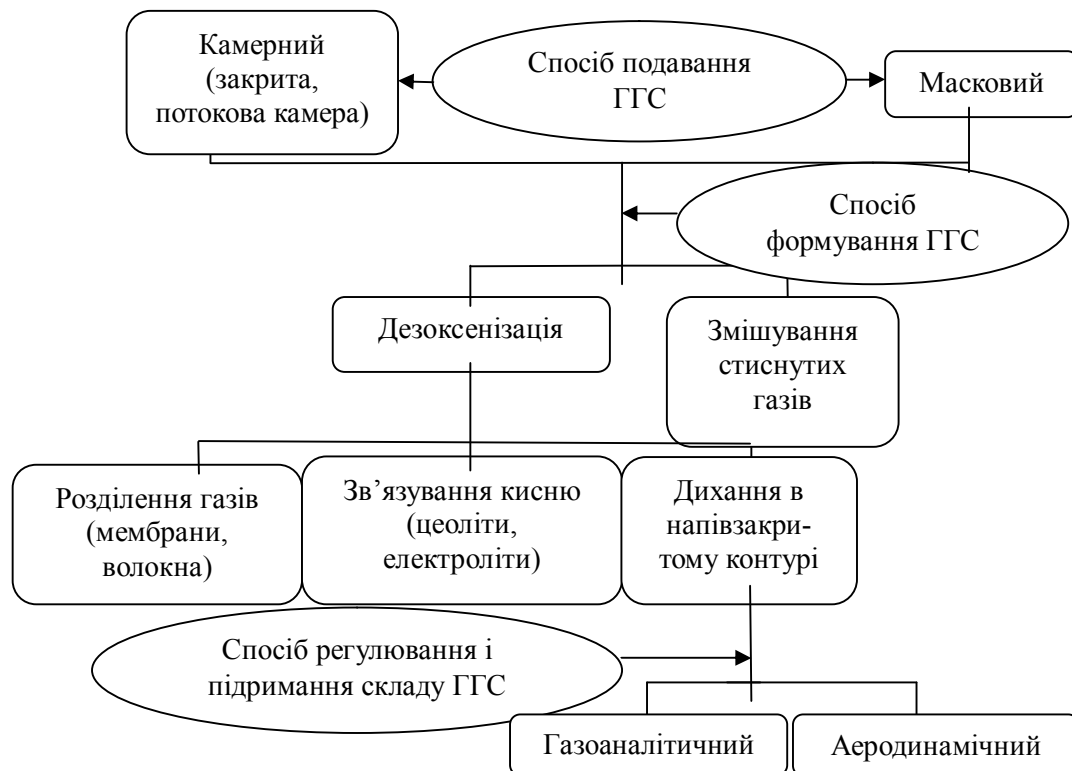 Камерний
(закрита,
потокова камера)
Спосіб подавання
ГГС
Масковий
Спосіб
формування ГГС
Дезоксенізація
Змішування
стиснутих
газів
Розділення газів
(мембрани,
волокна)
Зв’язування кисню
(цеоліти,
електроліти)
Дихання в
напівзакри-
тому контурі
Спосіб регулювання і
підримання складу ГГС
Газоаналітичний
Аеродинамічний